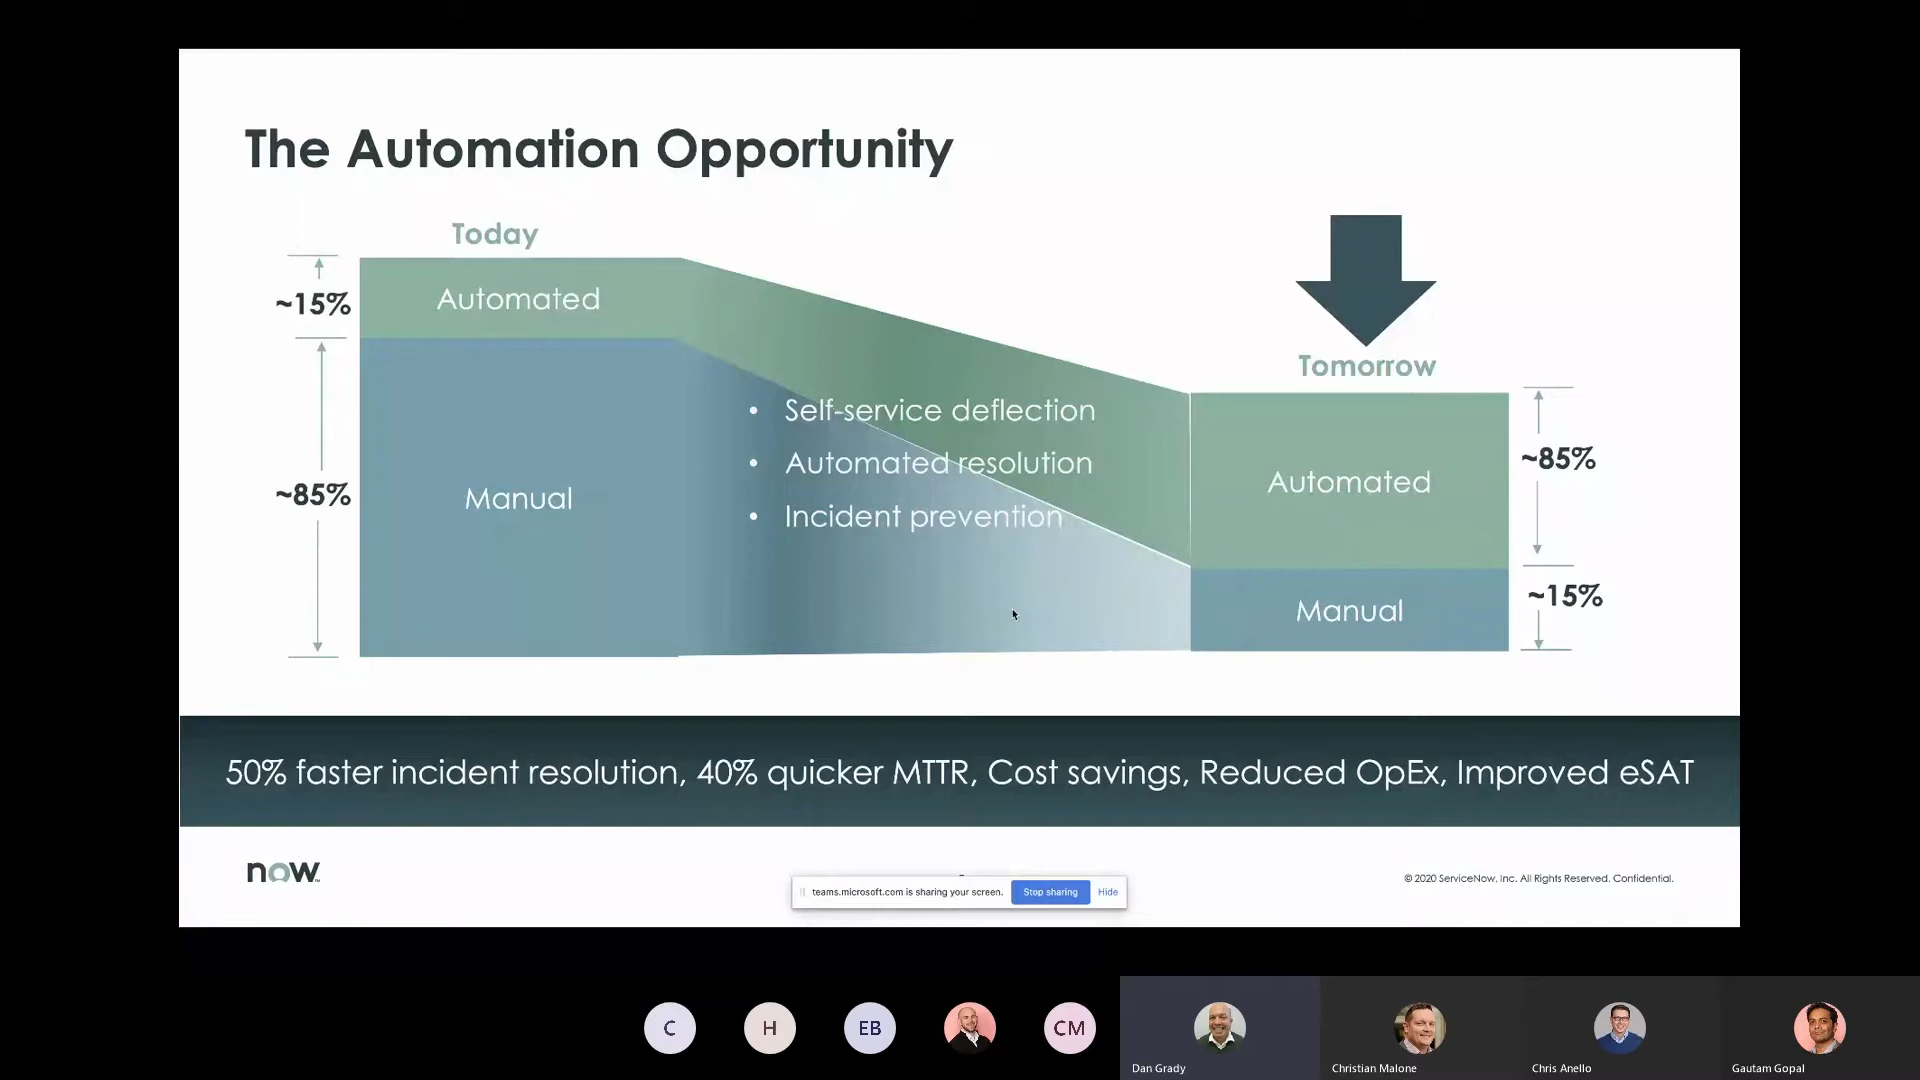 The Automation Opportunity
Today
~15%
Automated
~85%
Manual
• Self-service deflection
• Automated resolution
• Incident prevention
Tomorrow
Automated
~85%
Manual
~15%
50% faster incident resolution, 40% quicker MTTR, Cost savings, Reduced OpEx, Improved eSAT
now
teams.microsoft.com is sharing your screen. Stop sharing Hide
© 2020 ServiceNow, Inc. All Rights Reserved. Confidential.
C H EB CM
Dan Grady Christian Malone Chris Anello Gautam Gopal